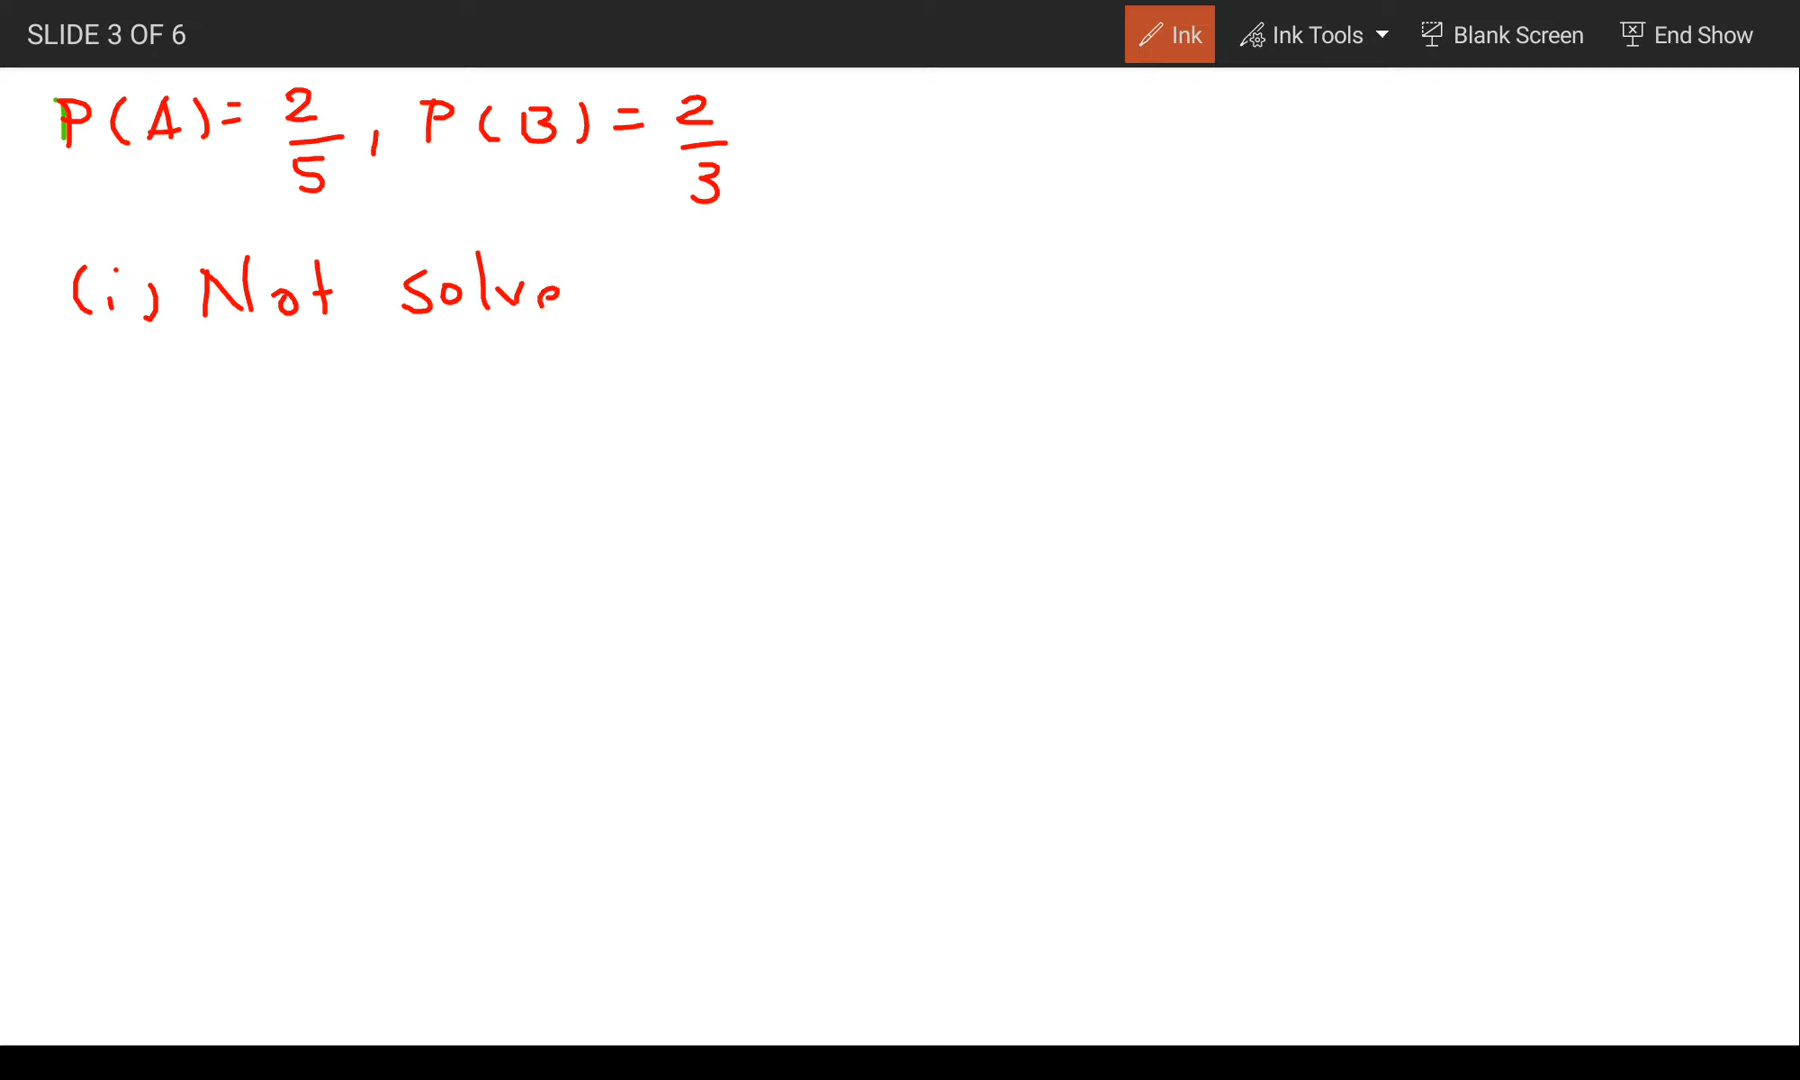 SLIDE 3 OF 6 Ink Ink Tools Blank Screen End Show
P(A) = 2/5, P(B) = 2/3
(i) Not solve